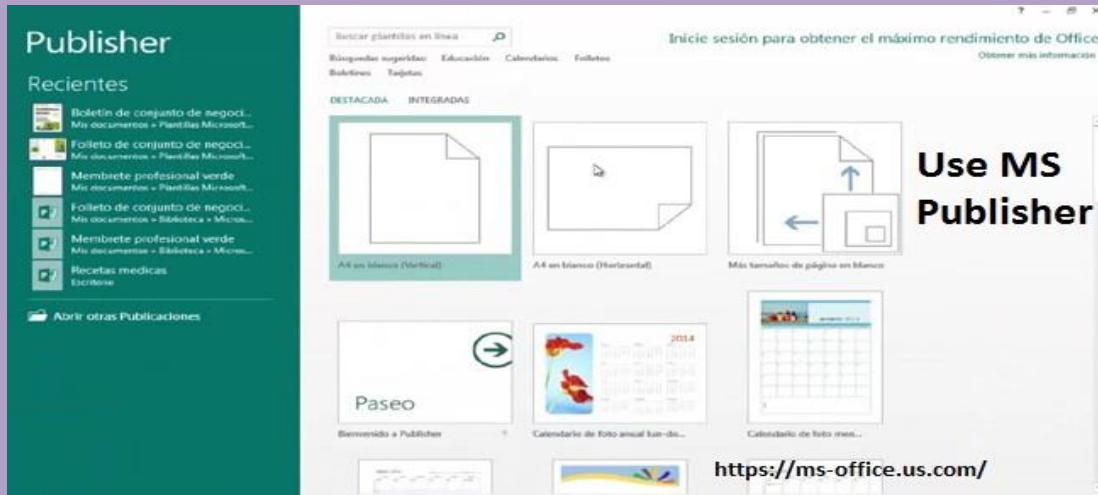 Publisher
Recientes
Boletín de conjunto de negoci...
Mis documentos » Plantillas Microsoft...
Folleto de conjunto de negoci...
Mis documentos » Plantillas Microsoft...
Membrete profesional verde
Mis documentos » Plantillas Microsoft...
Folleto de conjunto de negoci...
Mis documentos » Biblioteca » Micros...
Membrete profesional verde
Mis documentos » Biblioteca » Micros...
Recetas medicas
Escritorio
Abrir otras Publicaciones
?
Buscar plantillas en línea
Inicie sesión para obtener el máximo rendimiento de Office
Obtener más información
Búsquedas sugeridas: Educación Calendarios Folletos
Boletines Tarjetas
DESTACADA INTEGRADAS
A4 en blanco (Vertical)
A4 en blanco (Horizontal)
Más tamaños de página en blanco
Use MS
Publisher
Paseo
2014
Bienvenido a Publisher
Calendario de foto anual lun-do...
Calendario de foto men...
https://ms-office.us.com/